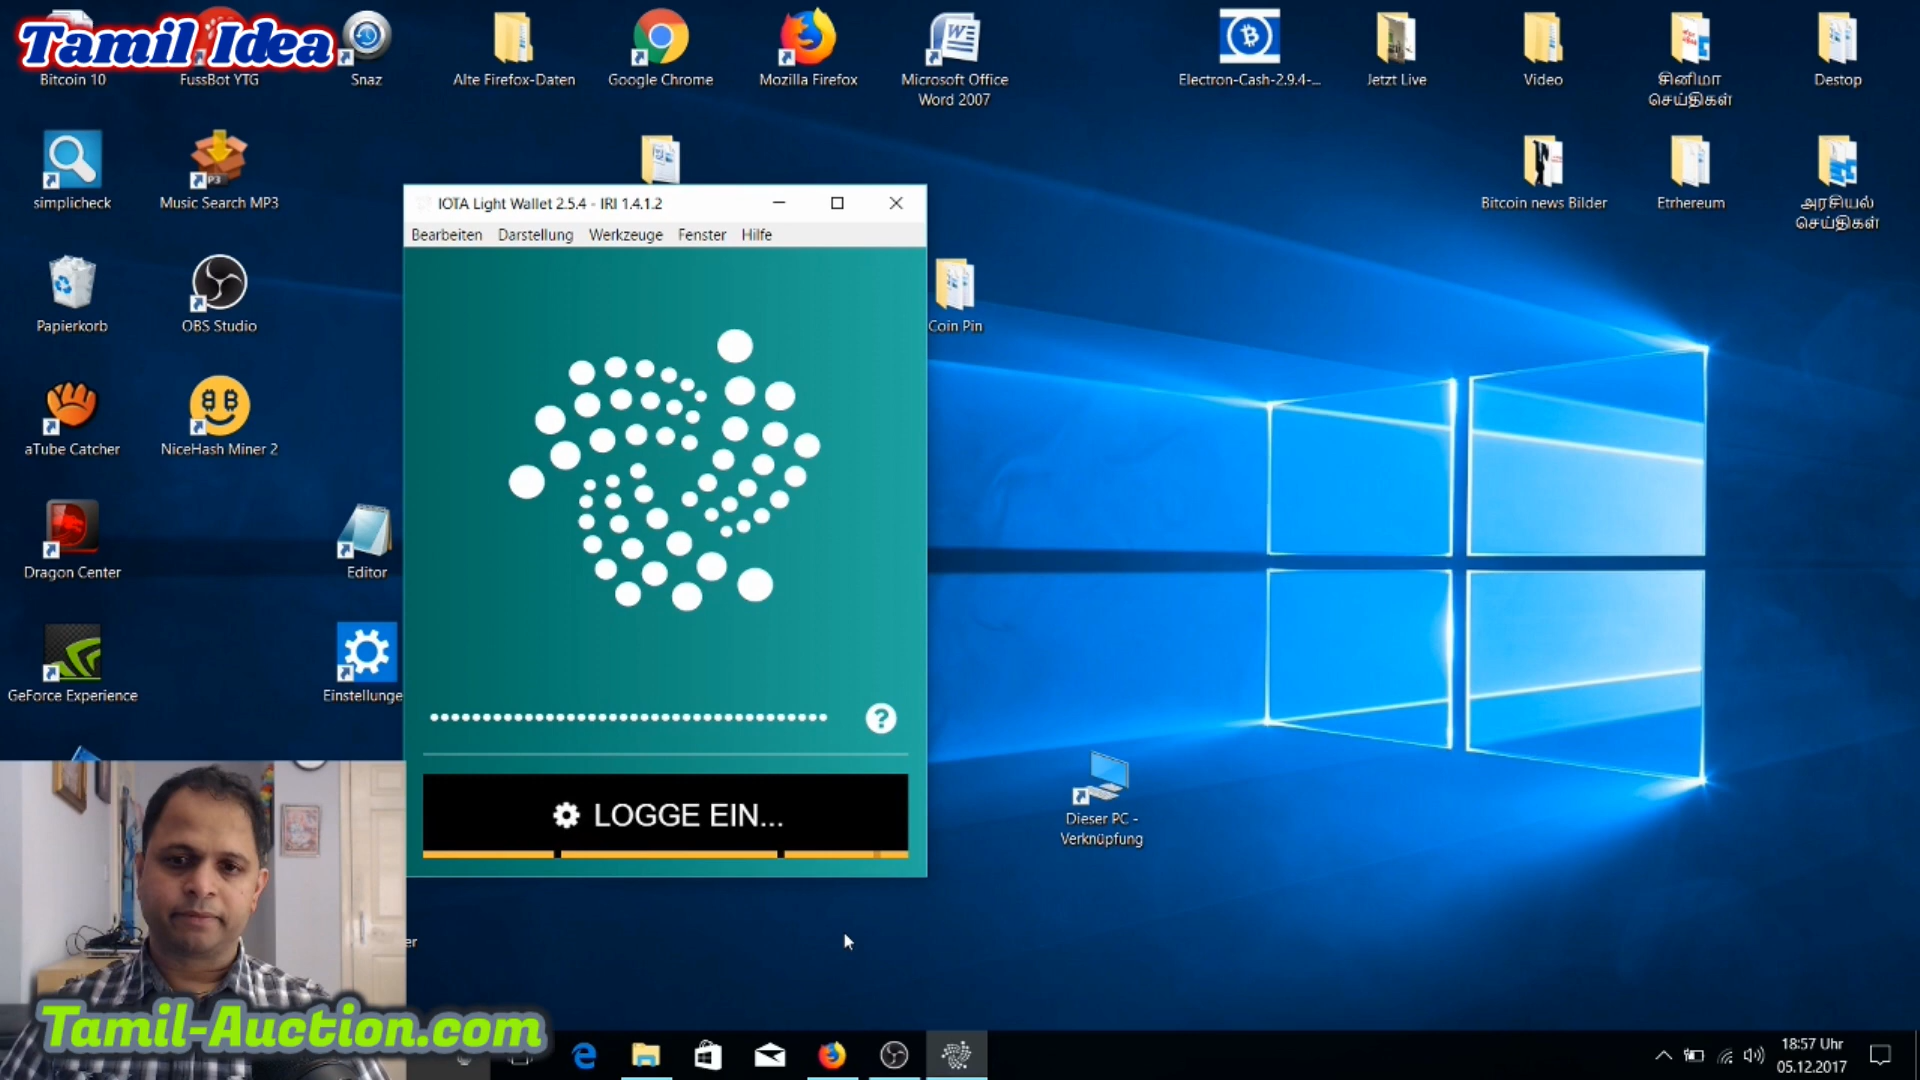 Tamil Idea
Bitcoin 10
FussBot YTG
Snaz
Alte Firefox-Daten
Google Chrome
Mozilla Firefox
Microsoft Office
Word 2007
Electron-Cash-2.9.4-...
Jetzt Live
Video
சினிமா
செய்திகள்
Destop
simplicheck
Music Search MP3
Bitcoin news Bilder
Etrhereum
அரசியல்
செய்திகள்
IOTA Light Wallet 2.5.4 - IRI 1.4.1.2
Bearbeiten Darstellung Werkzeuge Fenster Hilfe
Papierkorb
OBS Studio
Coin Pin
aTube Catcher
NiceHash Miner 2
Dragon Center
Editor
GeForce Experience
Einstellunge
LOGGE EIN...
Dieser PC -
Verknüpfung
er
Tamil-Auction.com
18:57 Uhr
05.12.2017